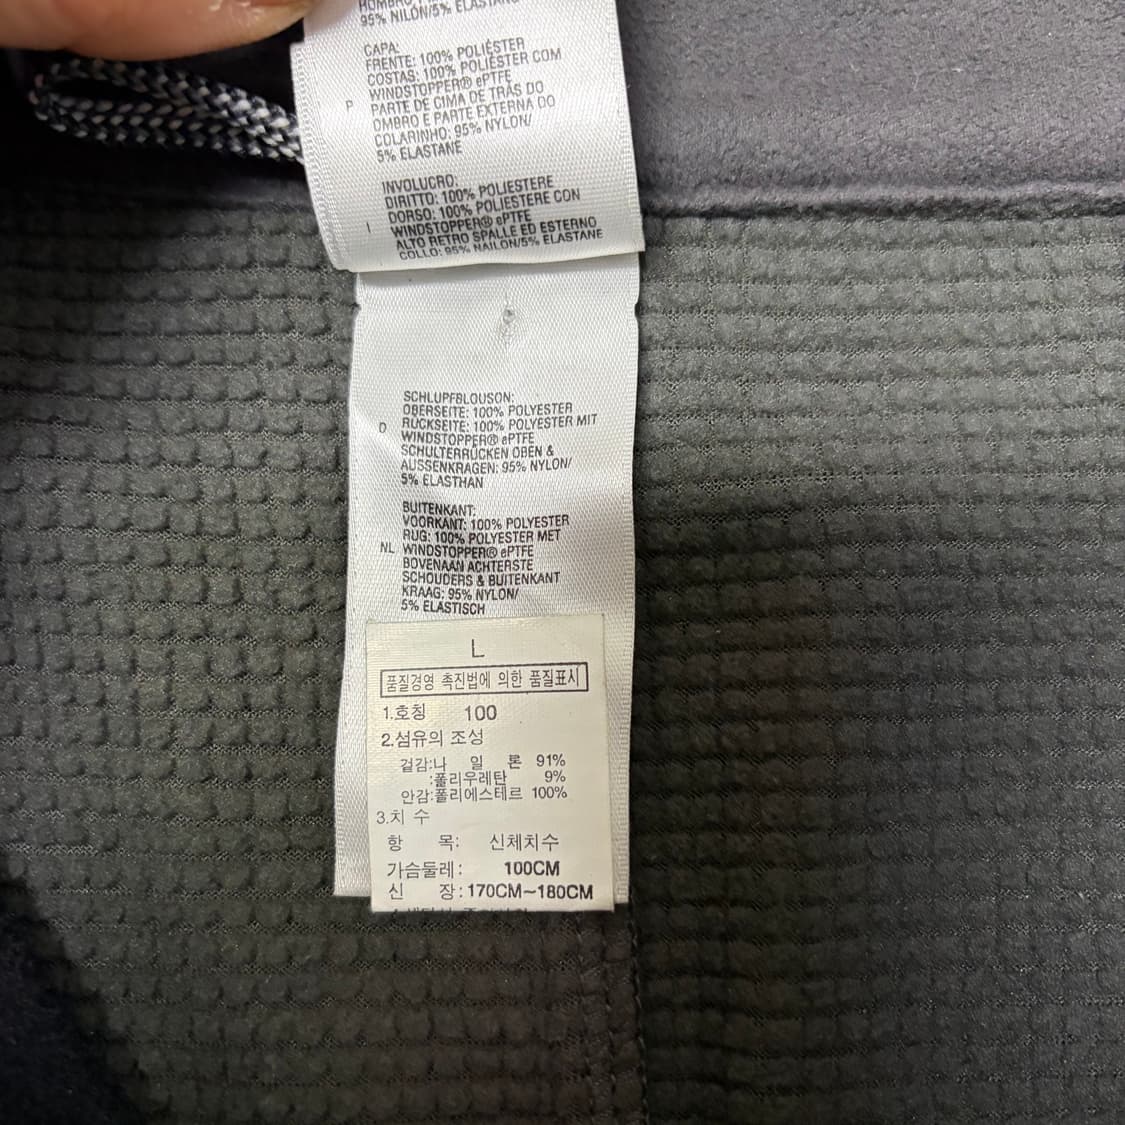 HOMBRO
95% NILÓN/5% ELASTANO
CAPA:
FRENTE: 100% POLIÉSTER
COSTAS: 100% POLIÉSTER COM
WINDSTOPPER® ePTFE
P PARTE DE CIMA DE TRÁS DO
OMBRO E PARTE EXTERNA DO
COLARINHO: 95% NYLON/
5% ELASTANE
INVOLUCRO:
DIRITTO: 100% POLIESTERE
DORSO: 100% POLIESTERE CON
I WINDSTOPPER® ePTFE
ALTO RETRO SPALLE ED ESTERNO
COLLO: 95% NAILON/5% ELASTANE
SCHLUPFBLOUSON:
OBERSEITE: 100% POLYESTER
D RÜCKSEITE: 100% POLYESTER MIT
WINDSTOPPER® ePTFE
SCHULTERRÜCKEN OBEN &
AUSSENKRAGEN: 95% NYLON/
5% ELASTHAN
BUITENKANT:
VOORKANT: 100% POLYESTER
RUG: 100% POLYESTER MET
NL WINDSTOPPER® ePTFE
BOVENAAN ACHTERSTE
SCHOUDERS & BUITENKANT
KRAAG: 95% NYLON/
5% ELASTISCH
L
품질경영 촉진법에 의한 품질표시
1.호칭 100
2.섬유의 조성
겉감:나 일 론 91%
:폴리우레탄 9%
안감:폴리에스테르 100%
3.치 수
항 목: 신체치수
가슴둘레: 100CM
신 장:170CM~180CM